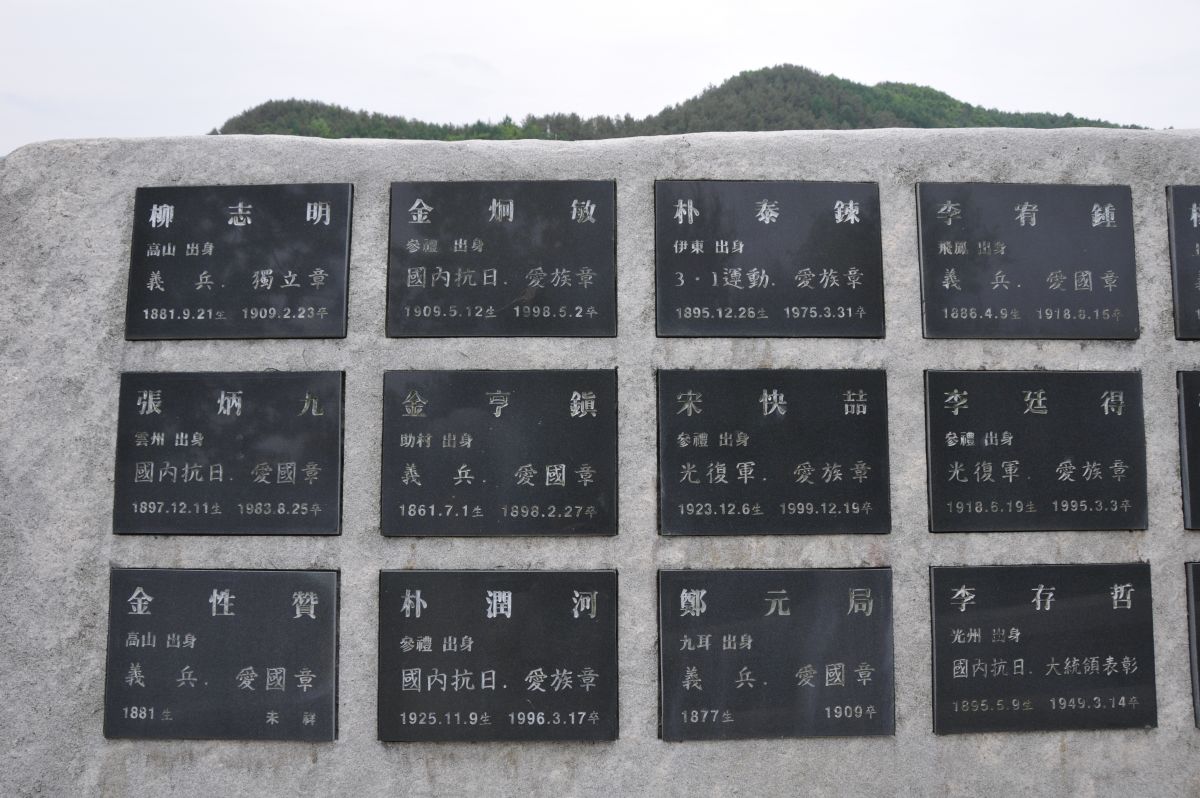 柳志明
高山 出身
義兵. 獨立章
1881.9.21生 1909.2.23卒
金炯敏
參禮 出身
國內抗日. 愛族章
1909.5.12生 1998.5.2卒
朴泰鍊
伊東 出身
3·1運動. 愛族章
1895.12.26生 1975.3.31卒
李宥鍾
飛鳳 出身
義兵. 愛國章
1886.4.9生 1918.8.15卒
張炳九
雲州 出身
國內抗日. 愛國章
1897.12.11生 1983.8.25卒
金亨鎭
助村 出身
義兵. 愛國章
1861.7.1生 1898.2.27卒
宋快喆
參禮 出身
光復軍. 愛族章
1923.12.6生 1999.12.19卒
李廷得
參禮 出身
光復軍. 愛族章
1918.6.19生 1995.3.3卒
金性贊
高山 出身
義兵. 愛國章
1881生 未詳
朴潤河
參禮 出身
國內抗日. 愛族章
1925.11.9生 1996.3.17卒
鄭元局
九耳 出身
義兵. 愛國章
1877生 1909卒
李存哲
光州 出身
國內抗日. 大統領表彰
1895.5.9生 1949.3.14卒